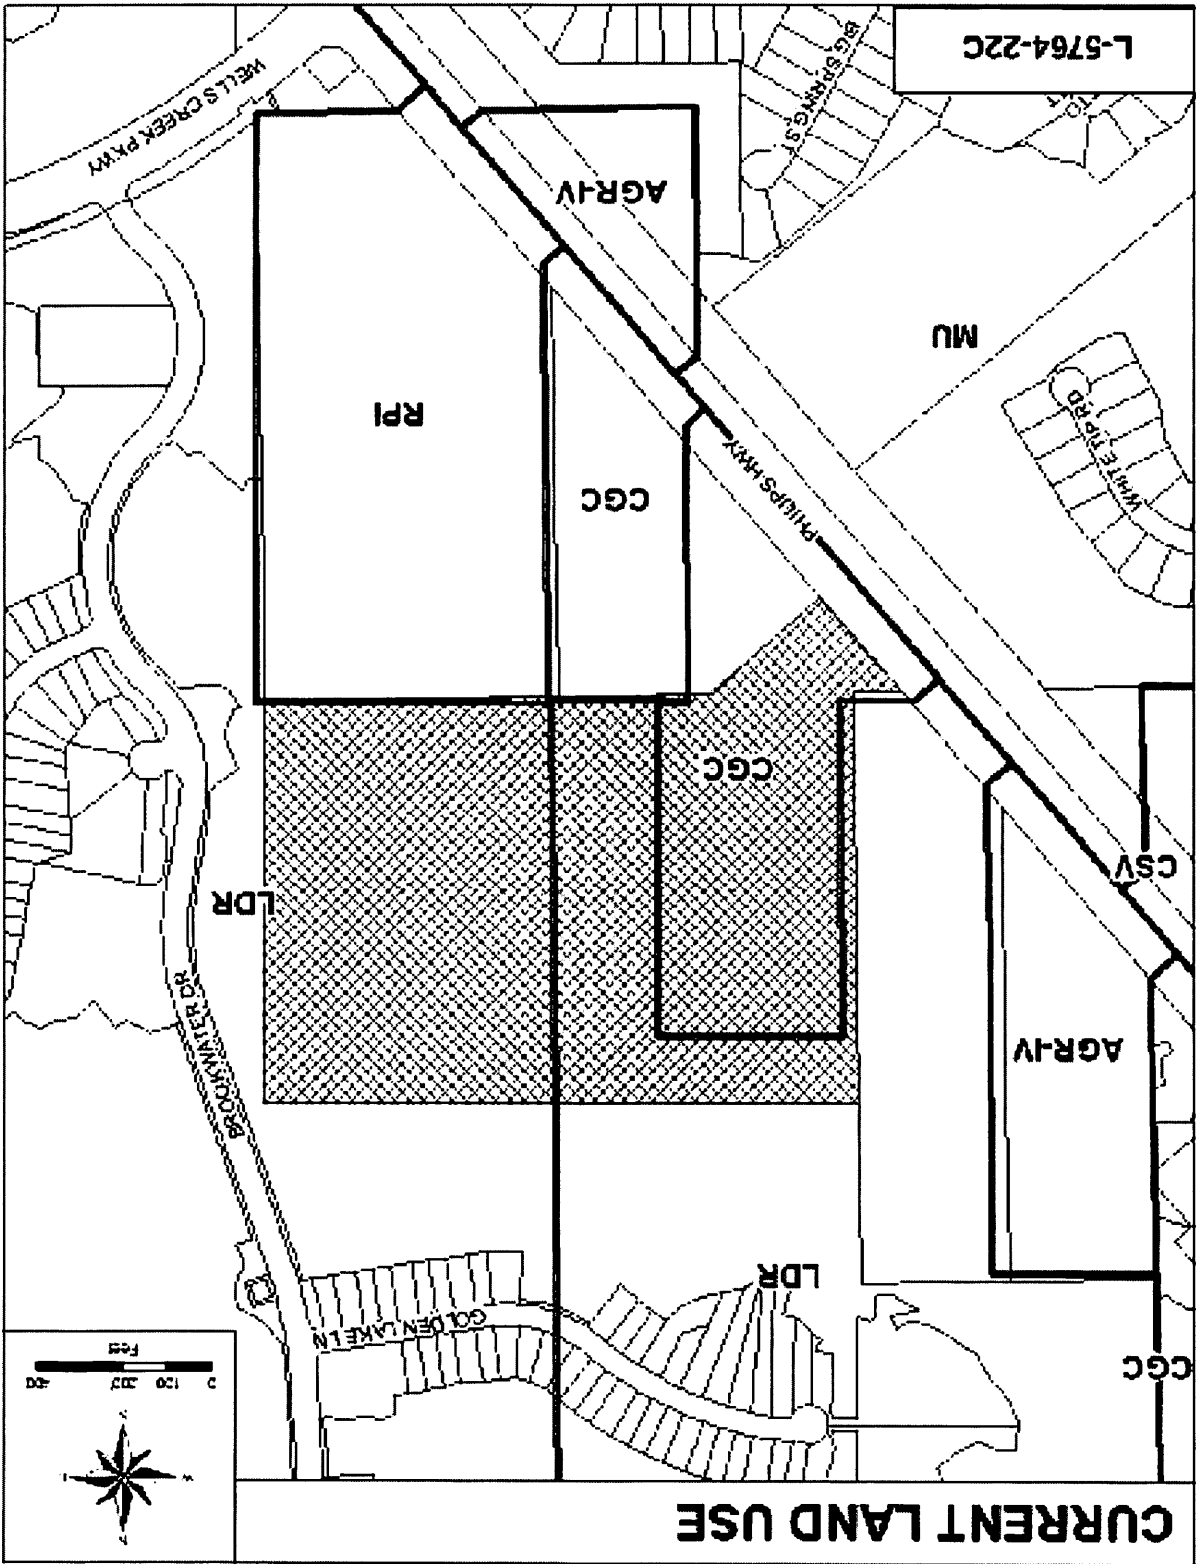 CURRENT LAND USE
0 100 200 400
Feet
CGC
GOLDEN LAKE LN
LDR
BROOKWATER DR
AGR-IV
LDR
CSV
CGC
PHILIPS HWY
CGC
WHITE TIP RD
RPI
MU
AGR-IV
WELLS CREEK PKWY
BIG SPRING ST
L-5764-22C